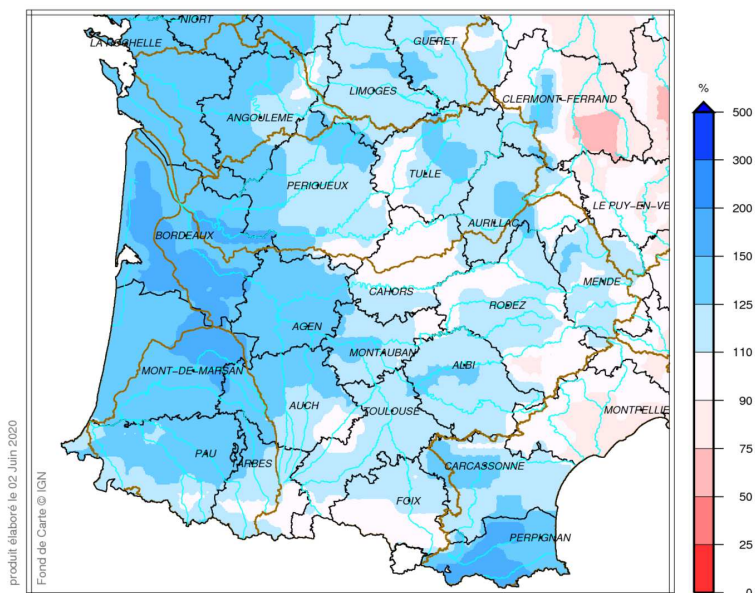 NIORT
LA ROCHELLE
GUERET
LIMOGES
CLERMONT-FERRAND
ANGOULEME
PERIGUEUX
TULLE
AURILLAC
LE PUY-EN-VE
BORDEAUX
CAHORS
MENDE
RODEZ
AGEN
MONTAUBAN
ALBI
MONT-DE-MARSAN
AUCH
TOULOUSE
MONTPELLIE
PAU
TARBES
CARCASSONNE
FOIX
PERPIGNAN
%
500
300
200
150
125
110
90
75
50
25
0
produit élaboré le 02 Juin 2020
Fond de Carte © IGN